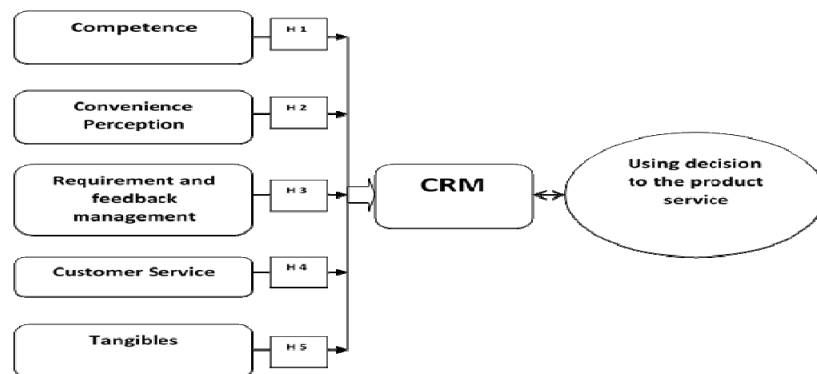 Competence
H 1
Convenience
Perception
H 2
Requirement and
feedback
management
H 3
Customer Service
H 4
Tangibles
H 5
CRM
Using decision
to the product
service